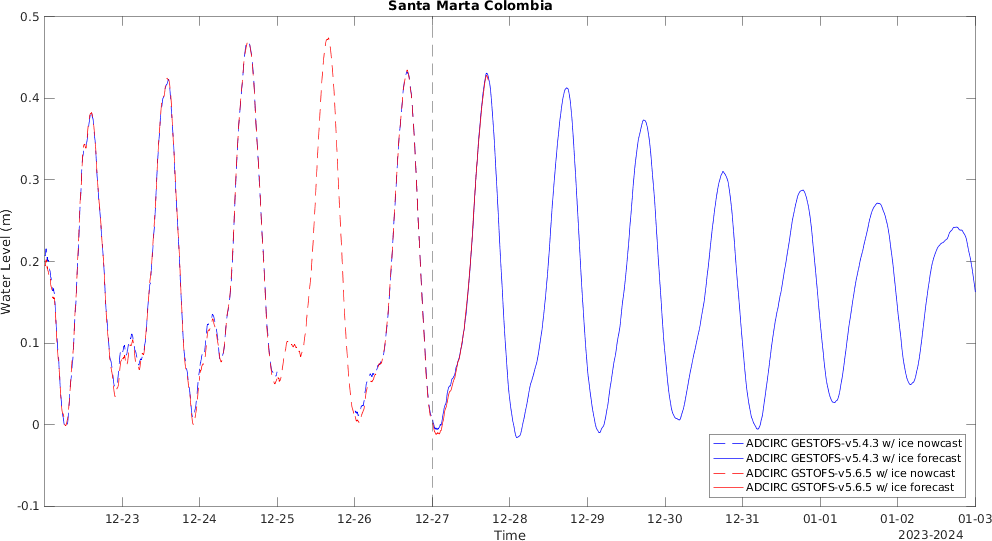 Santa Marta Colombia
0.5
0.4
0.3
0.2
0.1
0
-0.1
Water Level (m)
12-23 12-24 12-25 12-26 12-27 12-28 12-29 12-30 12-31 01-01 01-02 01-03
Time
2023-2024
ADCIRC GESTOFS-v5.4.3 w/ ice nowcast
ADCIRC GESTOFS-v5.4.3 w/ ice forecast
ADCIRC GSTOFS-v5.6.5 w/ ice nowcast
ADCIRC GSTOFS-v5.6.5 w/ ice forecast